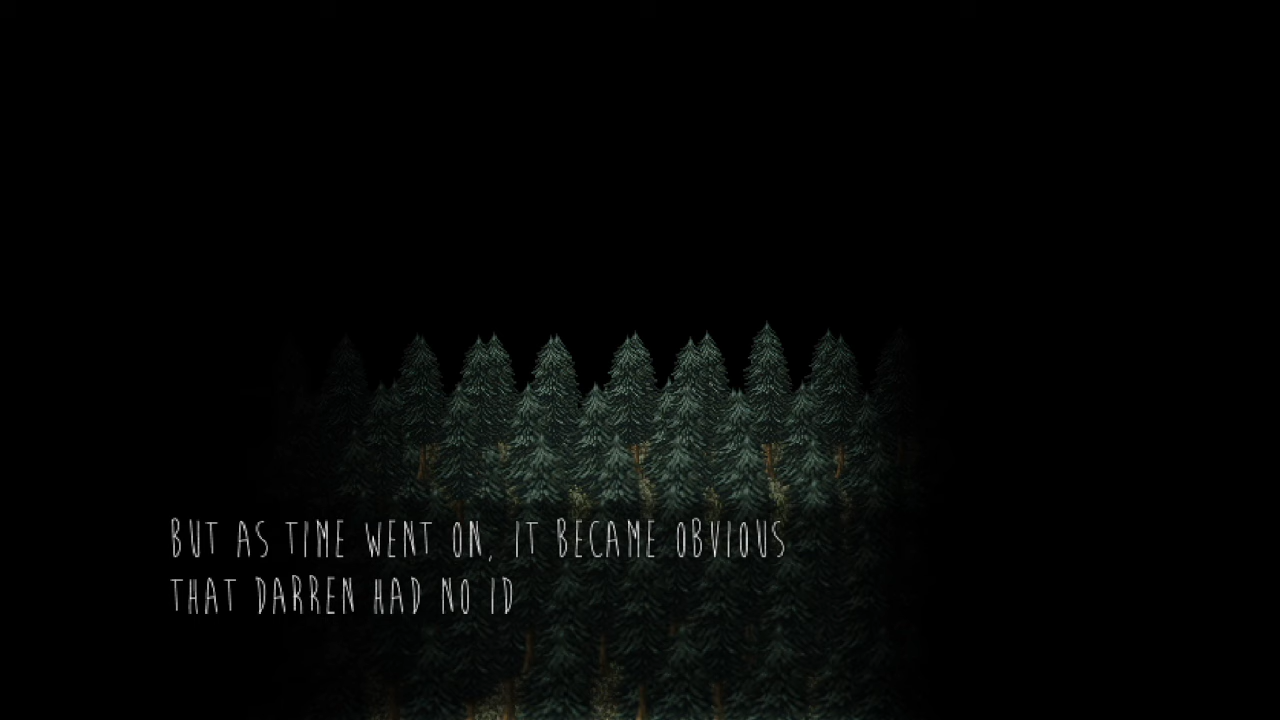 BUT AS TIME WENT ON, IT BECAME OBVIOUS
THAT DARREN HAD NO ID